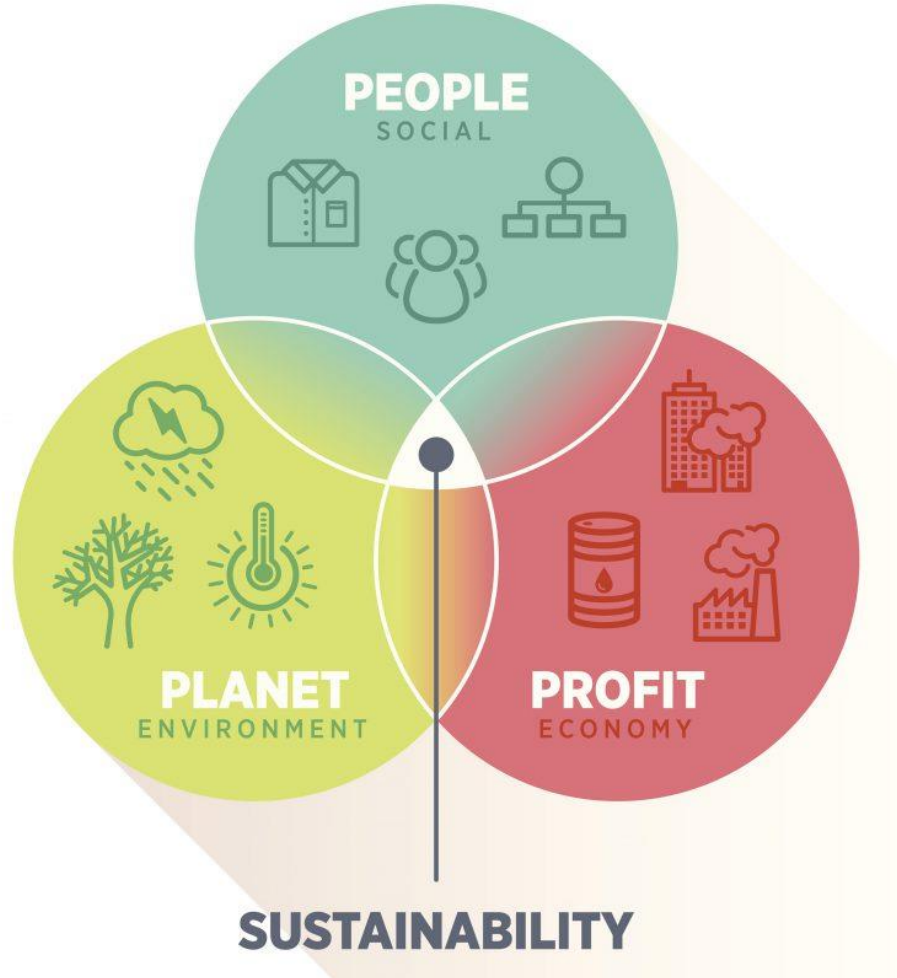 PEOPLE
SOCIAL
PLANET
ENVIRONMENT
PROFIT
ECONOMY
SUSTAINABILITY